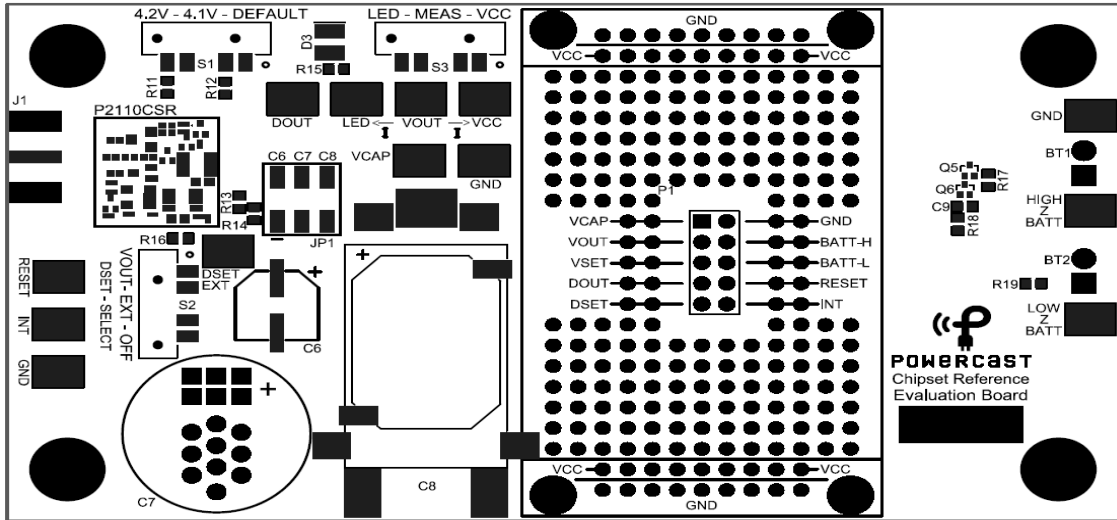 4.2V - 4.1V - DEFAULT
LED - MEAS - VCC
GND
D3
VCC
VCC
S1
S3
R15
R11
R12
J1
P2110CSR
DOUT
LED
VOUT
VCC
GND
VCAP
C6 C7 C8
GND
BT1
Q5
R17
P1
Q6
HIGH
Z
BATT
C9
R18
R13
R14
VCAP
GND
R16
JP1
VOUT
BATT-H
VOUT- EXT - OFF
DSET - SELECT
RESET
DSET
EXT
VSET
BATT-L
BT2
DOUT
RESET
R19
S2
DSET
INT
INT
LOW
Z
BATT
C6
GND
POWERCAST
Chipset Reference
Evaluation Board
VCC
VCC
C7
C8
GND